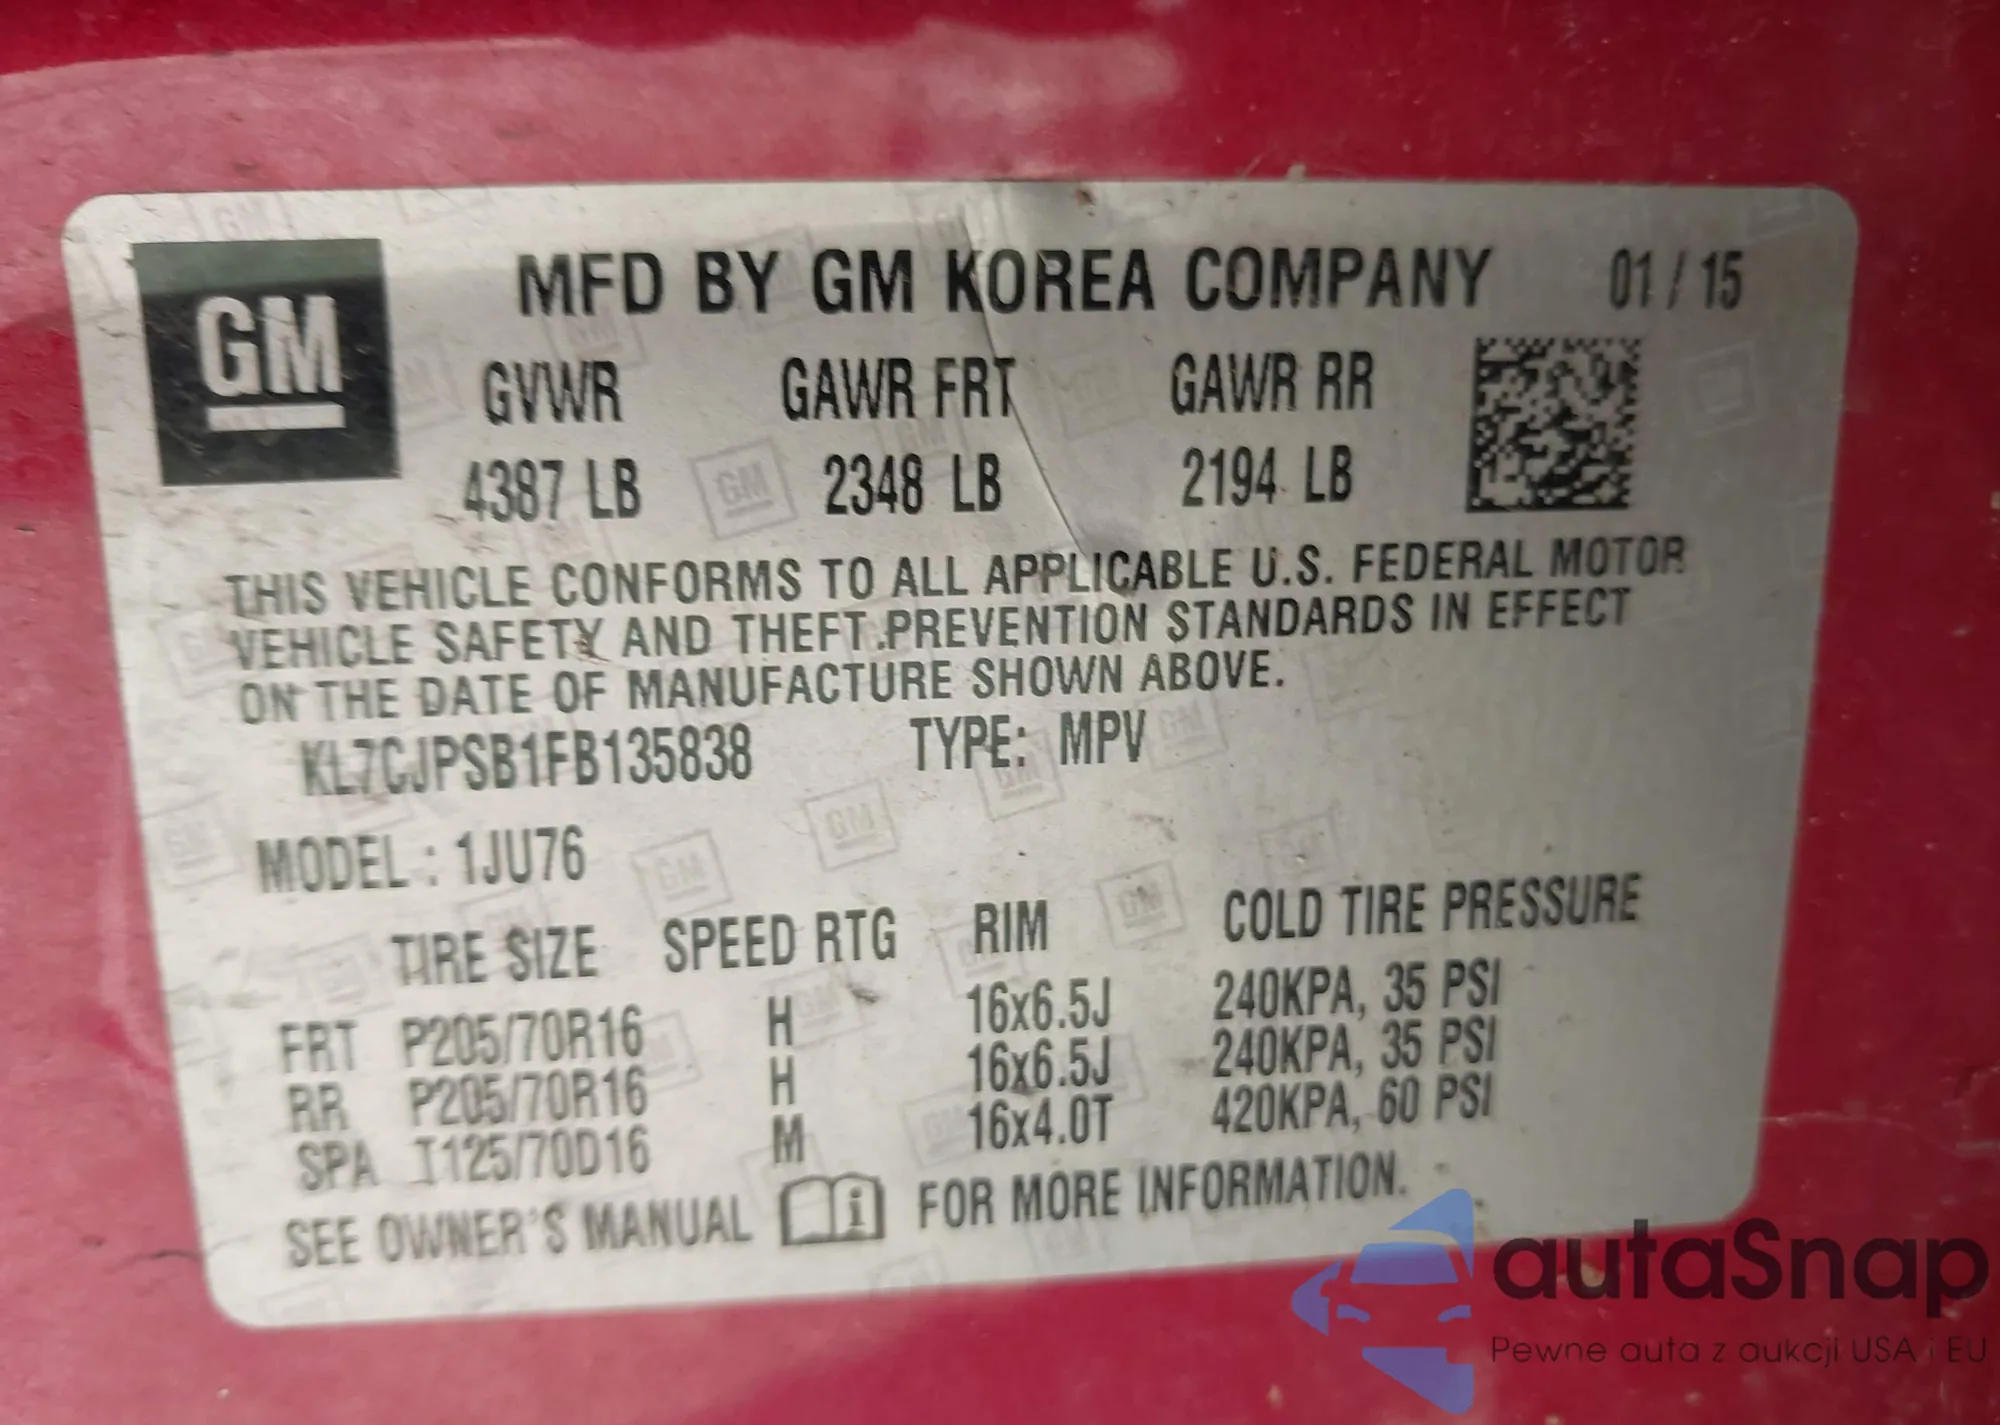 GM
MFD BY GM KOREA COMPANY 01 / 15
GVWR GAWR FRT GAWR RR
4387 LB 2348 LB 2194 LB
THIS VEHICLE CONFORMS TO ALL APPLICABLE U.S. FEDERAL MOTOR
VEHICLE SAFETY AND THEFT PREVENTION STANDARDS IN EFFECT
ON THE DATE OF MANUFACTURE SHOWN ABOVE.
KL7CJPSB1FB135838 TYPE: MPV
MODEL : 1JU76
TIRE SIZE SPEED RTG RIM COLD TIRE PRESSURE
FRT P205/70R16 H 16x6.5J 240KPA, 35 PSI
RR P205/70R16 H 16x6.5J 240KPA, 35 PSI
SPA T125/70D16 M 16x4.0T 420KPA, 60 PSI
SEE OWNER'S MANUAL i FOR MORE INFORMATION.
autaSnap
Pewne auta z aukcji USA i EU